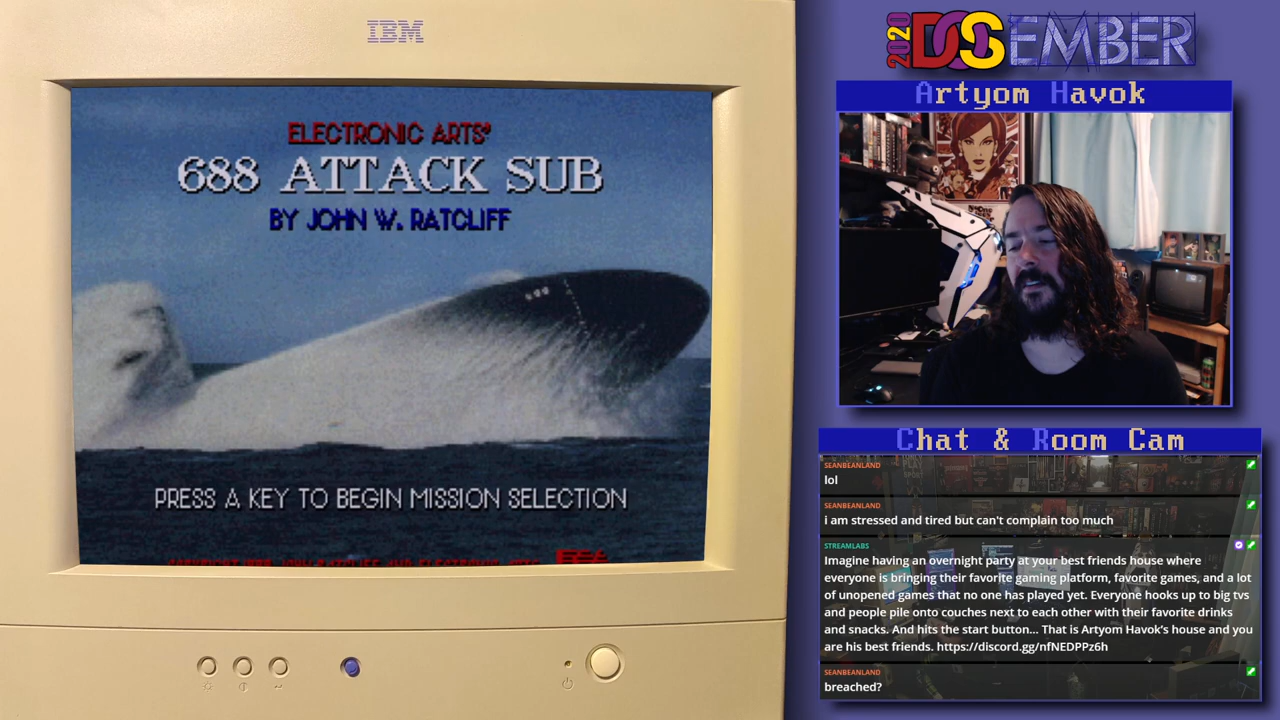 IBM
ELECTRONIC ARTS®
688 ATTACK SUB
BY JOHN W. RATCLIFF
PRESS A KEY TO BEGIN MISSION SELECTION
2020 DOSEMBER
Artyom Havok
Chat & Room Cam
SEANBEANLAND
lol
SEANBEANLAND
i am stressed and tired but can't complain too much
STREAMLABS
Imagine having an overnight party at your best friends house where
everyone is bringing their favorite gaming platform, favorite games, and a lot
of unopened games that no one has played yet. Everyone hooks up to big tvs
and people pile onto couches next to each other with their favorite drinks
and snacks. And hits the start button... That is Artyom Havok's house and you
are his best friends. https://discord.gg/nfNEDPPz6h
SEANBEANLAND
breached?